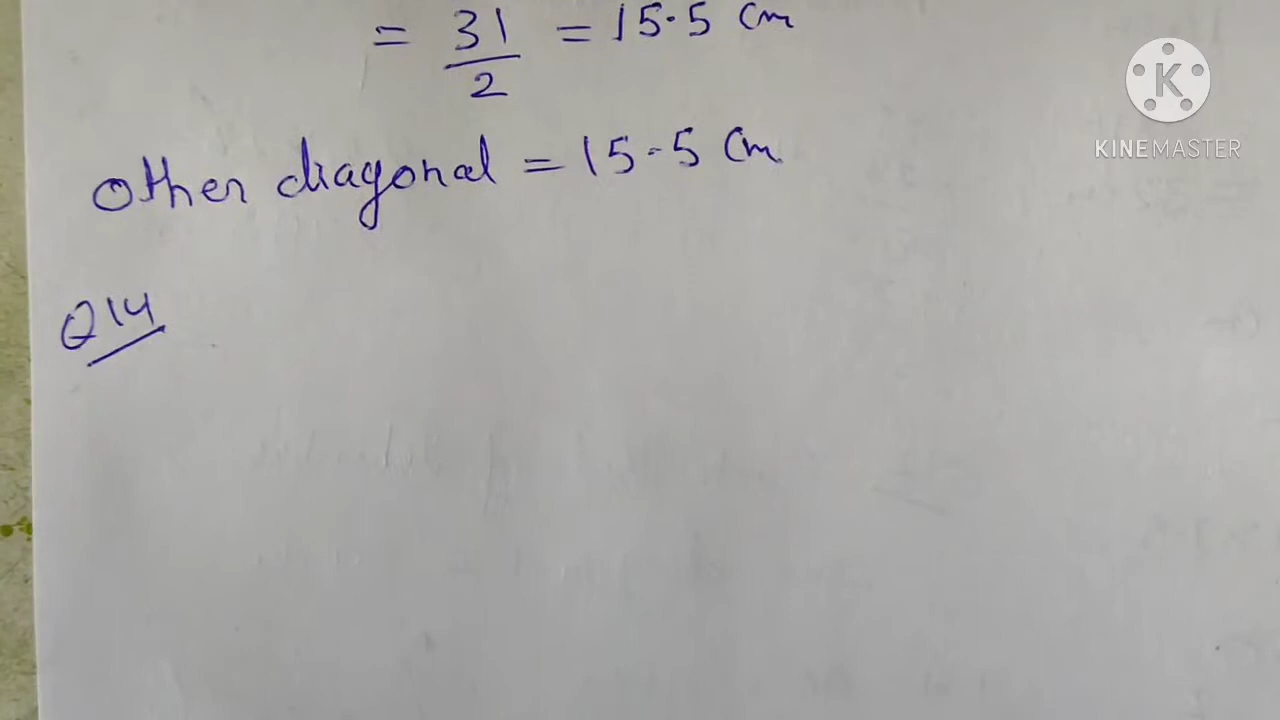 = 31/2 = 15.5 cm
K
KINEMASTER
Other diagonal = 15.5 cm
Q14